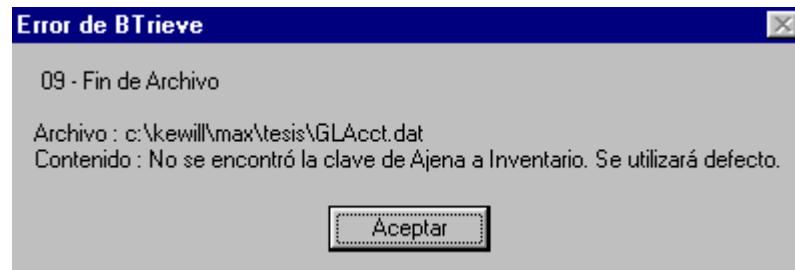 Error de BTrieve
09 - Fin de Archivo
Archivo : c:\kewill\max\tesis\GLAcct.dat
Contenido : No se encontró la clave de Ajena a Inventario. Se utilizará defecto.
Aceptar